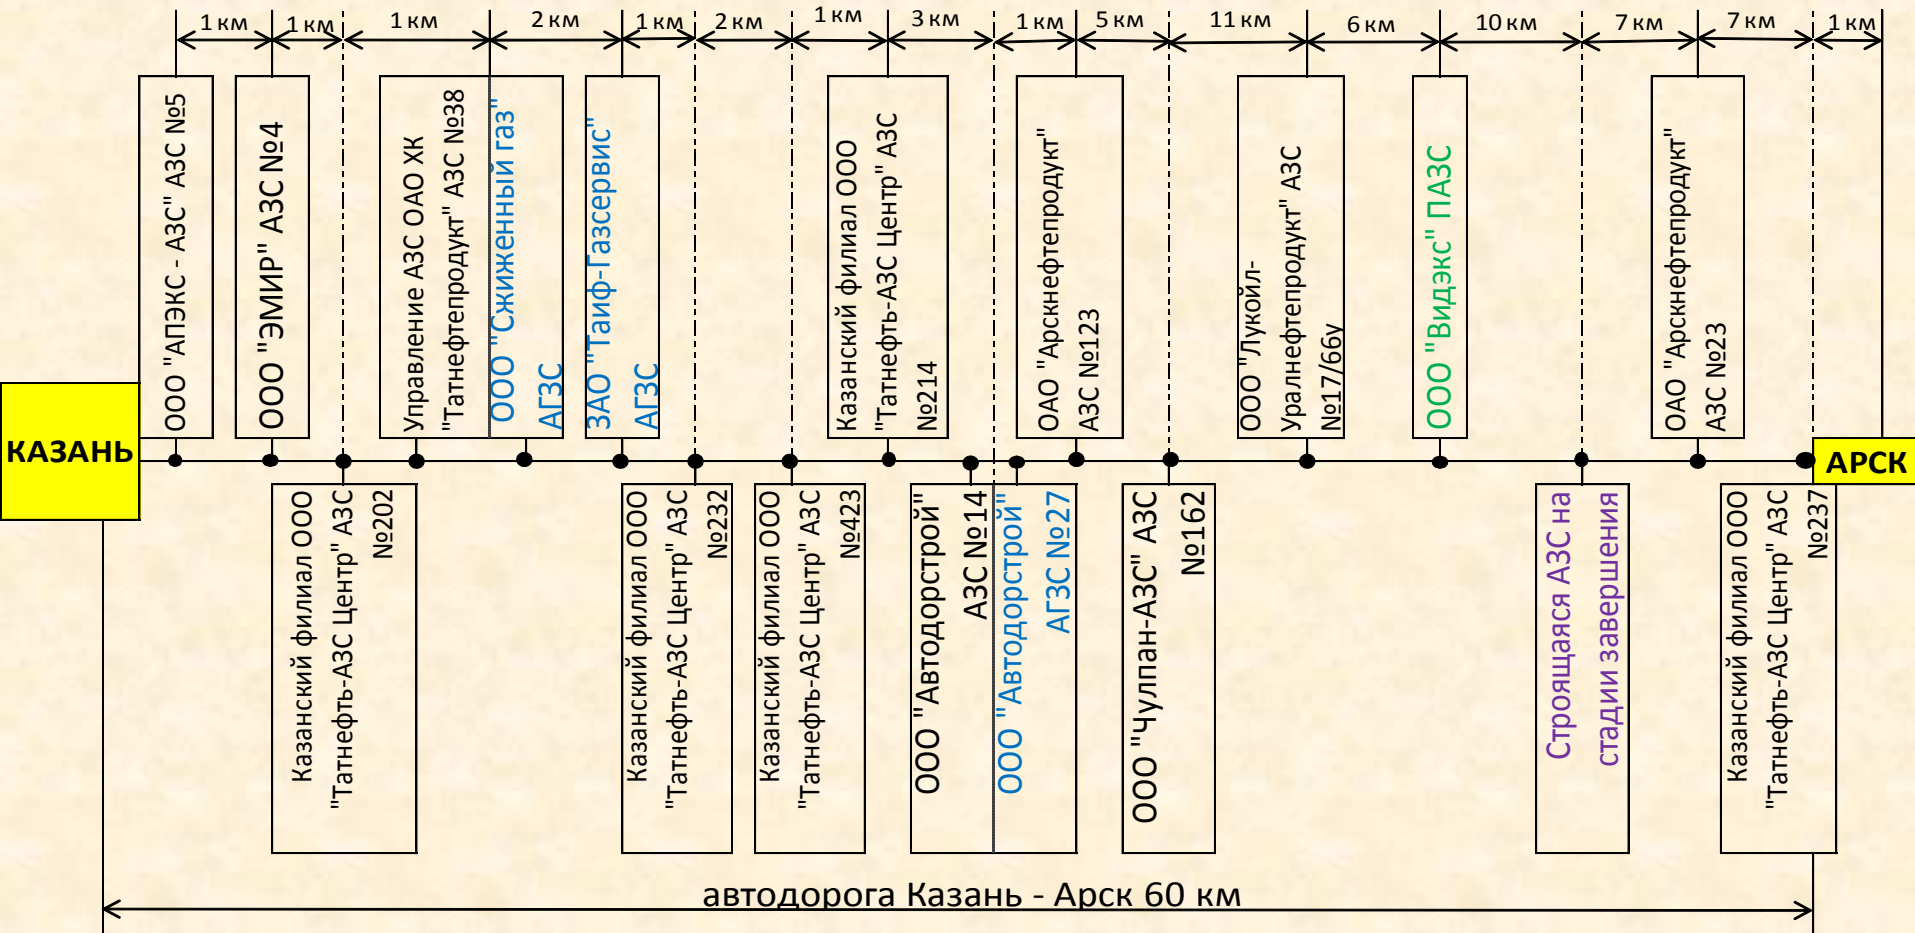 1 км
1 км
1 км
2 км
1 км
2 км
1 км
3 км
1 км
5 км
11 км
6 км
10 км
7 км
7 км
1 км
ООО "АПЭКС - АЗС" АЗС №5
ООО "ЭМИР" АЗС №4
Управление АЗС ОАО ХК
"Татнефтепродукт" АЗС №38
ООО "Сжиженный газ"
АГЗС
ЗАО "Таиф-Газсервис"
АГЗС
Казанский филиал ООО
"Татнефть-АЗС Центр" АЗС
№214
ОАО "Арскнефтепродукт"
АЗС №123
ООО "Лукойл-
Уралнефтепродукт" АЗС
№17/66у
ООО "Видэкс" ПАЗС
ОАО "Арскнефтепродукт"
АЗС №23
КАЗАНЬ
АРСК
Казанский филиал ООО
"Татнефть-АЗС Центр" АЗС
№202
Казанский филиал ООО
"Татнефть-АЗС Центр" АЗС
№232
Казанский филиал ООО
"Татнефть-АЗС Центр" АЗС
№423
ООО "Автодорстрой"
АЗС №14
ООО "Автодорстрой"
АГЗС №27
ООО "Чулпан-АЗС" АЗС
№162
Строящаяся АЗС на
стадии завершения
Казанский филиал ООО
"Татнефть-АЗС Центр" АЗС
№237
автодорога Казань - Арск 60 км